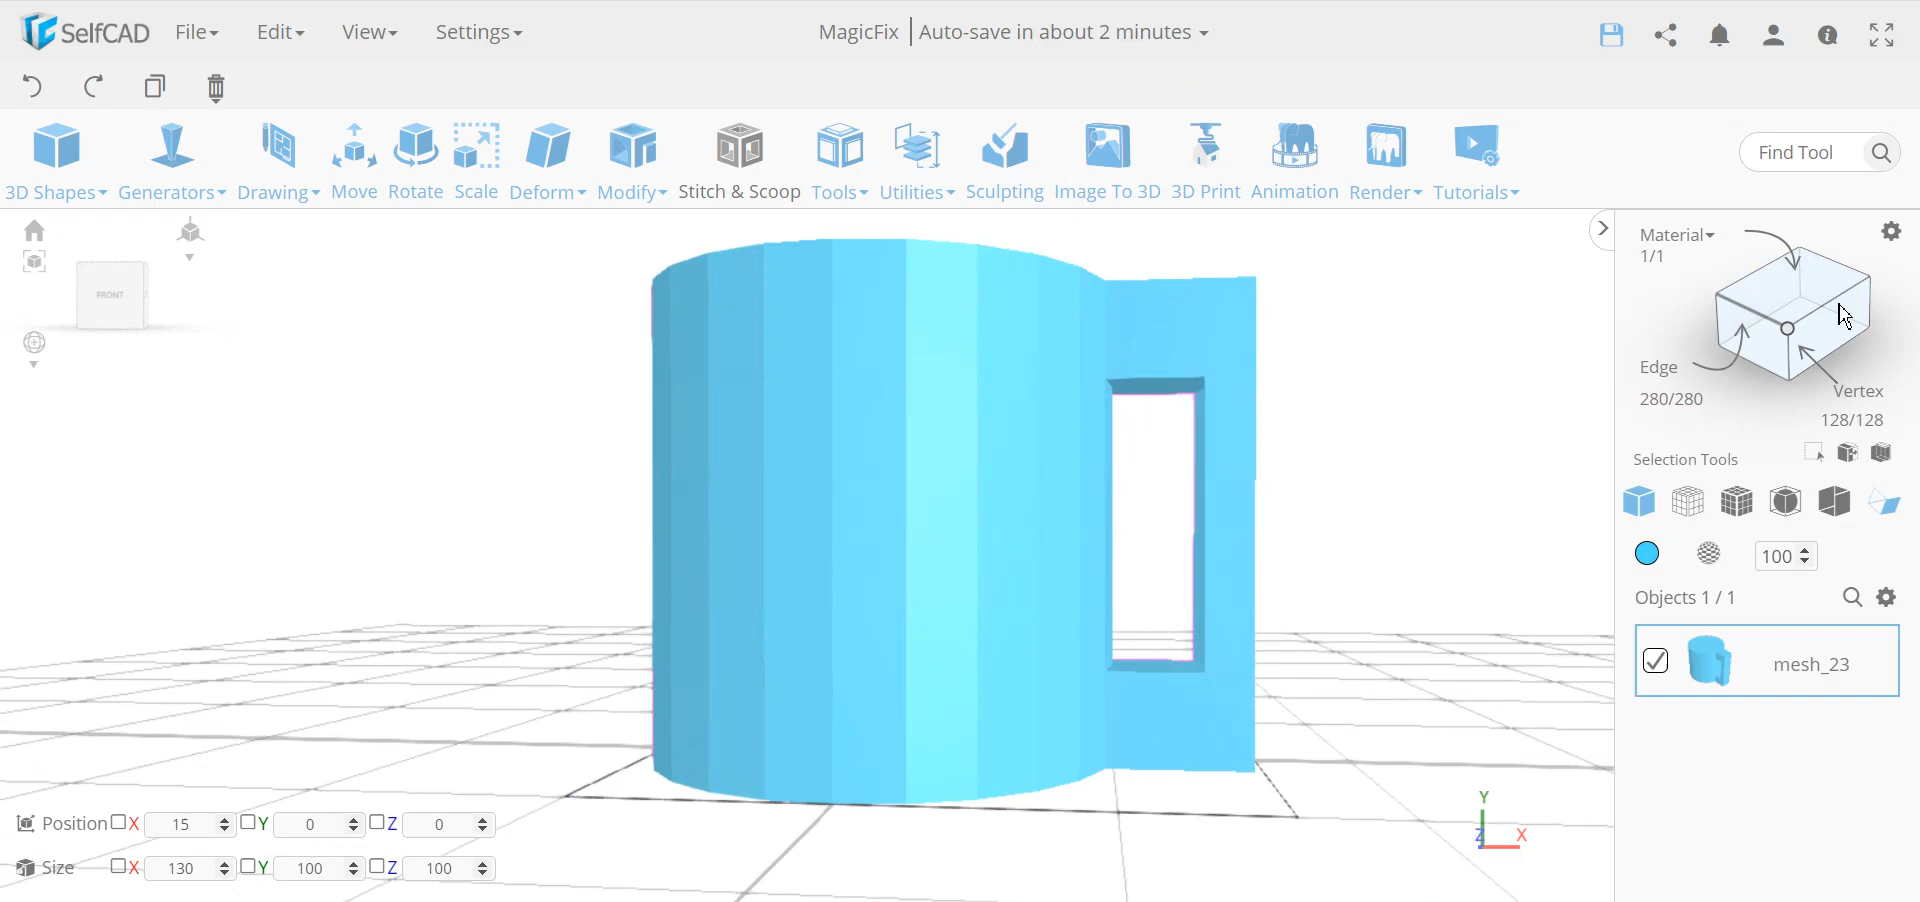 SelfCAD File Edit View Settings MagicFix Auto-save in about 2 minutes
3D Shapes Generators Drawing Move Rotate Scale Deform Modify Stitch & Scoop Tools Utilities Sculpting Image To 3D 3D Print Animation Render Tutorials Find Tool
FRONT
Material
1/1
Edge
280/280
Vertex
128/128
Selection Tools
100
Objects 1 / 1
mesh_23
Position X 15 Y 0 Z 0
Size X 130 Y 100 Z 100
Y
Z X